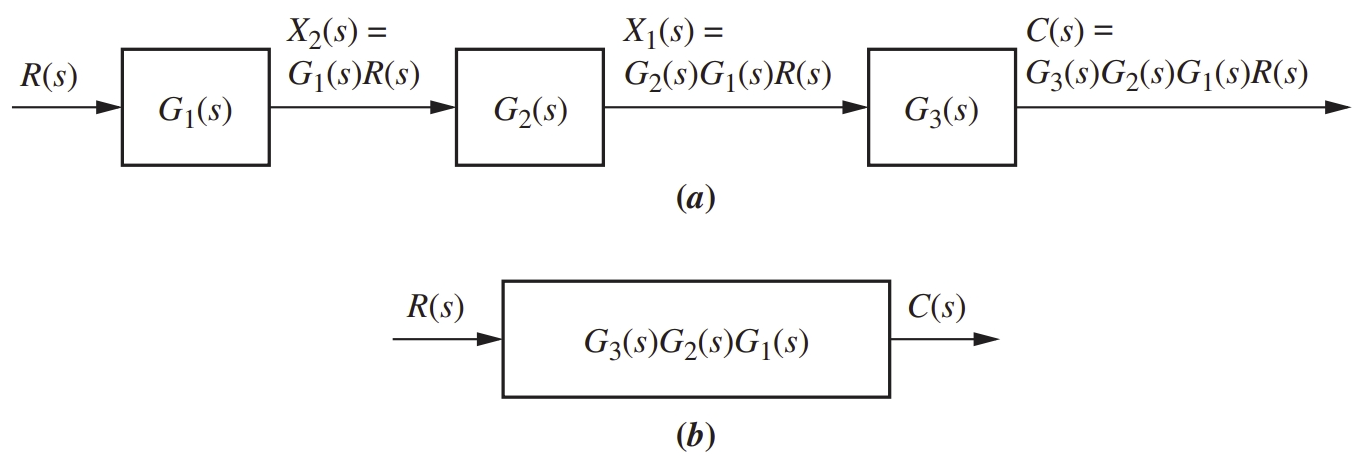 R(s)
G₁(s)
X₂(s) =
G₁(s)R(s)
G₂(s)
X₁(s) =
G₂(s)G₁(s)R(s)
G₃(s)
C(s) =
G₃(s)G₂(s)G₁(s)R(s)
(a)
R(s)
G₃(s)G₂(s)G₁(s)
C(s)
(b)